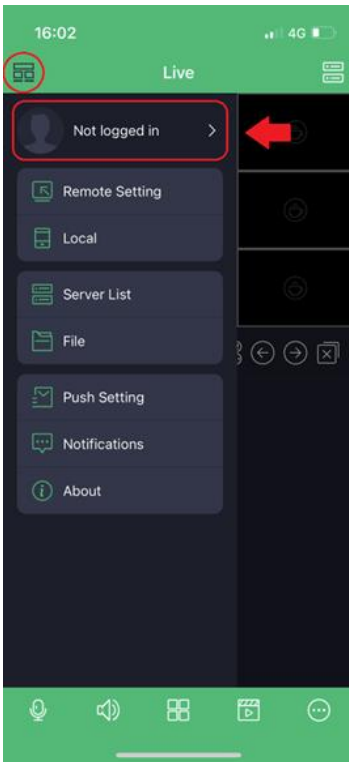 16:02
4G
Live
Not logged in
Remote Setting
Local
Server List
File
Push Setting
Notifications
About